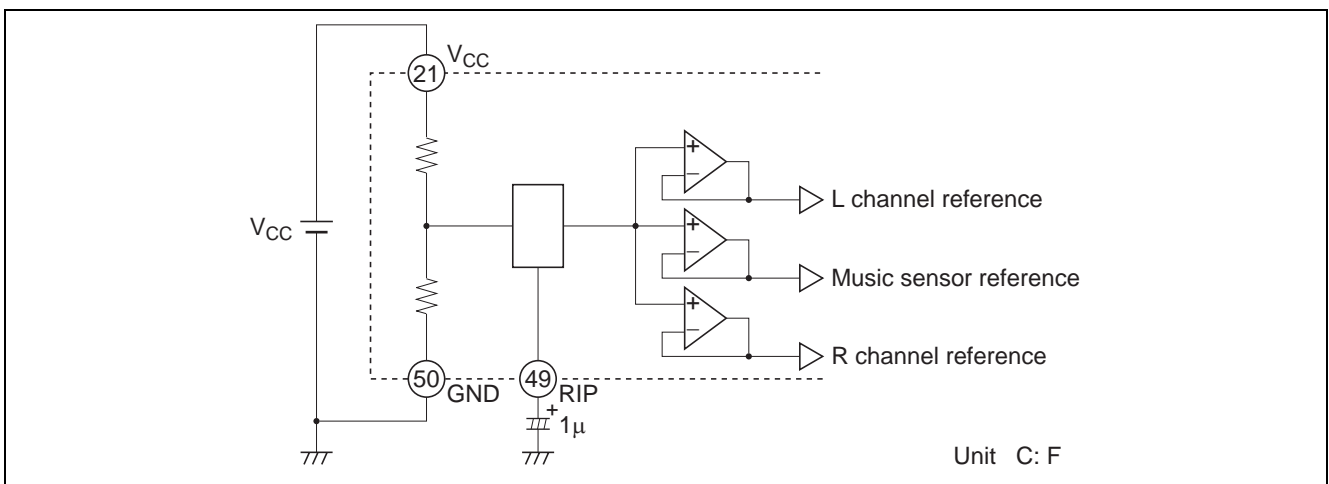 VCC
21
+
−
L channel reference
VCC
+
−
Music sensor reference
+
−
R channel reference
50
GND
49
RIP
+
1μ
Unit C: F